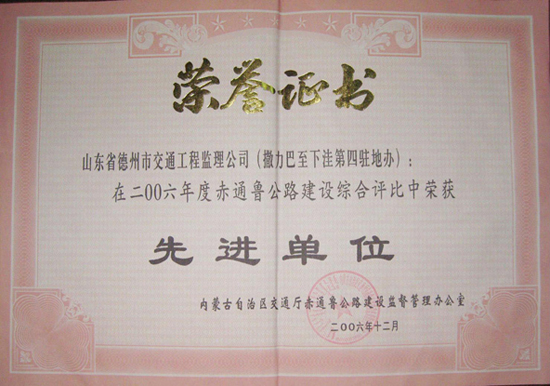 荣誉证书
山东省德州市交通工程监理公司（撒力巴至下洼第四驻地办）：
在二00六年度赤通鲁公路建设综合评比中荣获
先进单位
内蒙古自治区交通厅赤通鲁公路建设监督管理办公室
二00六年十二月